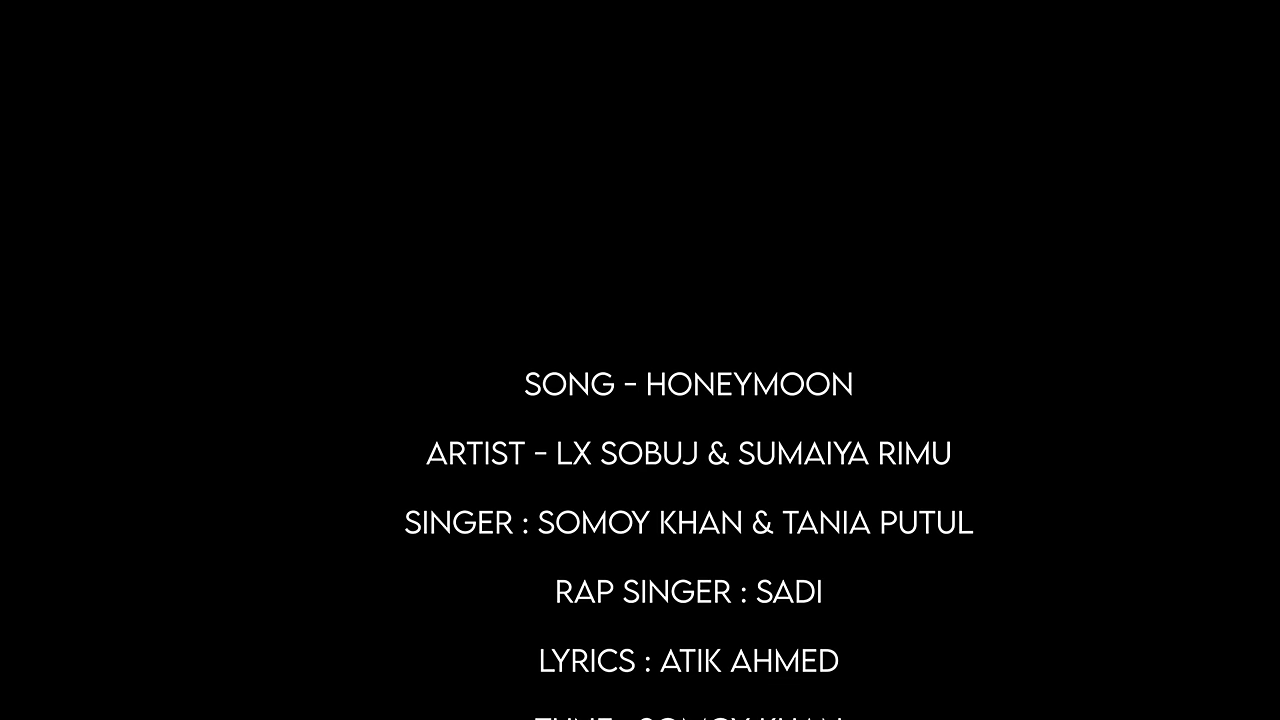 SONG - HONEYMOON
ARTIST - LX SOBUJ & SUMAIYA RIMU
SINGER : SOMOY KHAN & TANIA PUTUL
RAP SINGER : SADI
LYRICS : ATIK AHMED